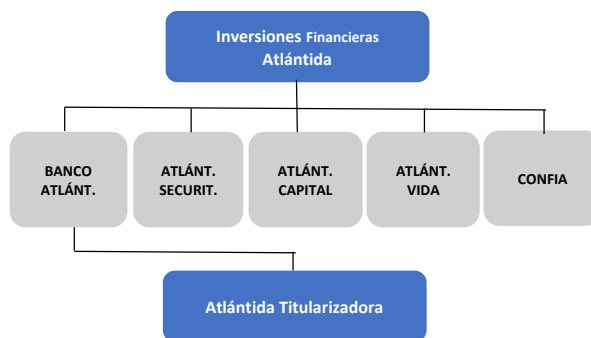 Inversiones Financieras
Atlántida
BANCO
ATLÁNT.
ATLÁNT.
SECURIT.
ATLÁNT.
CAPITAL
ATLÁNT.
VIDA
CONFIA
Atlántida Titularizadora